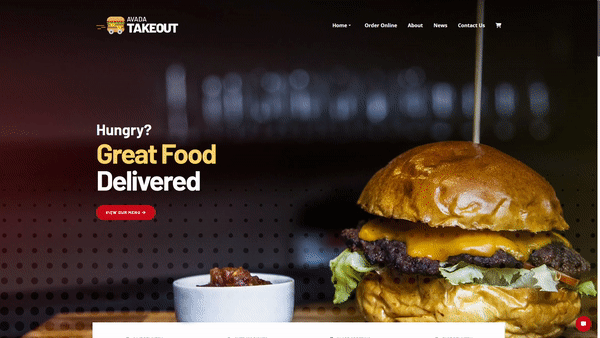 AVADA
TAKEOUT
Home
Order Online
About
News
Contact Us
Hungry?
Great Food
Delivered
VIEW OUR MENU →